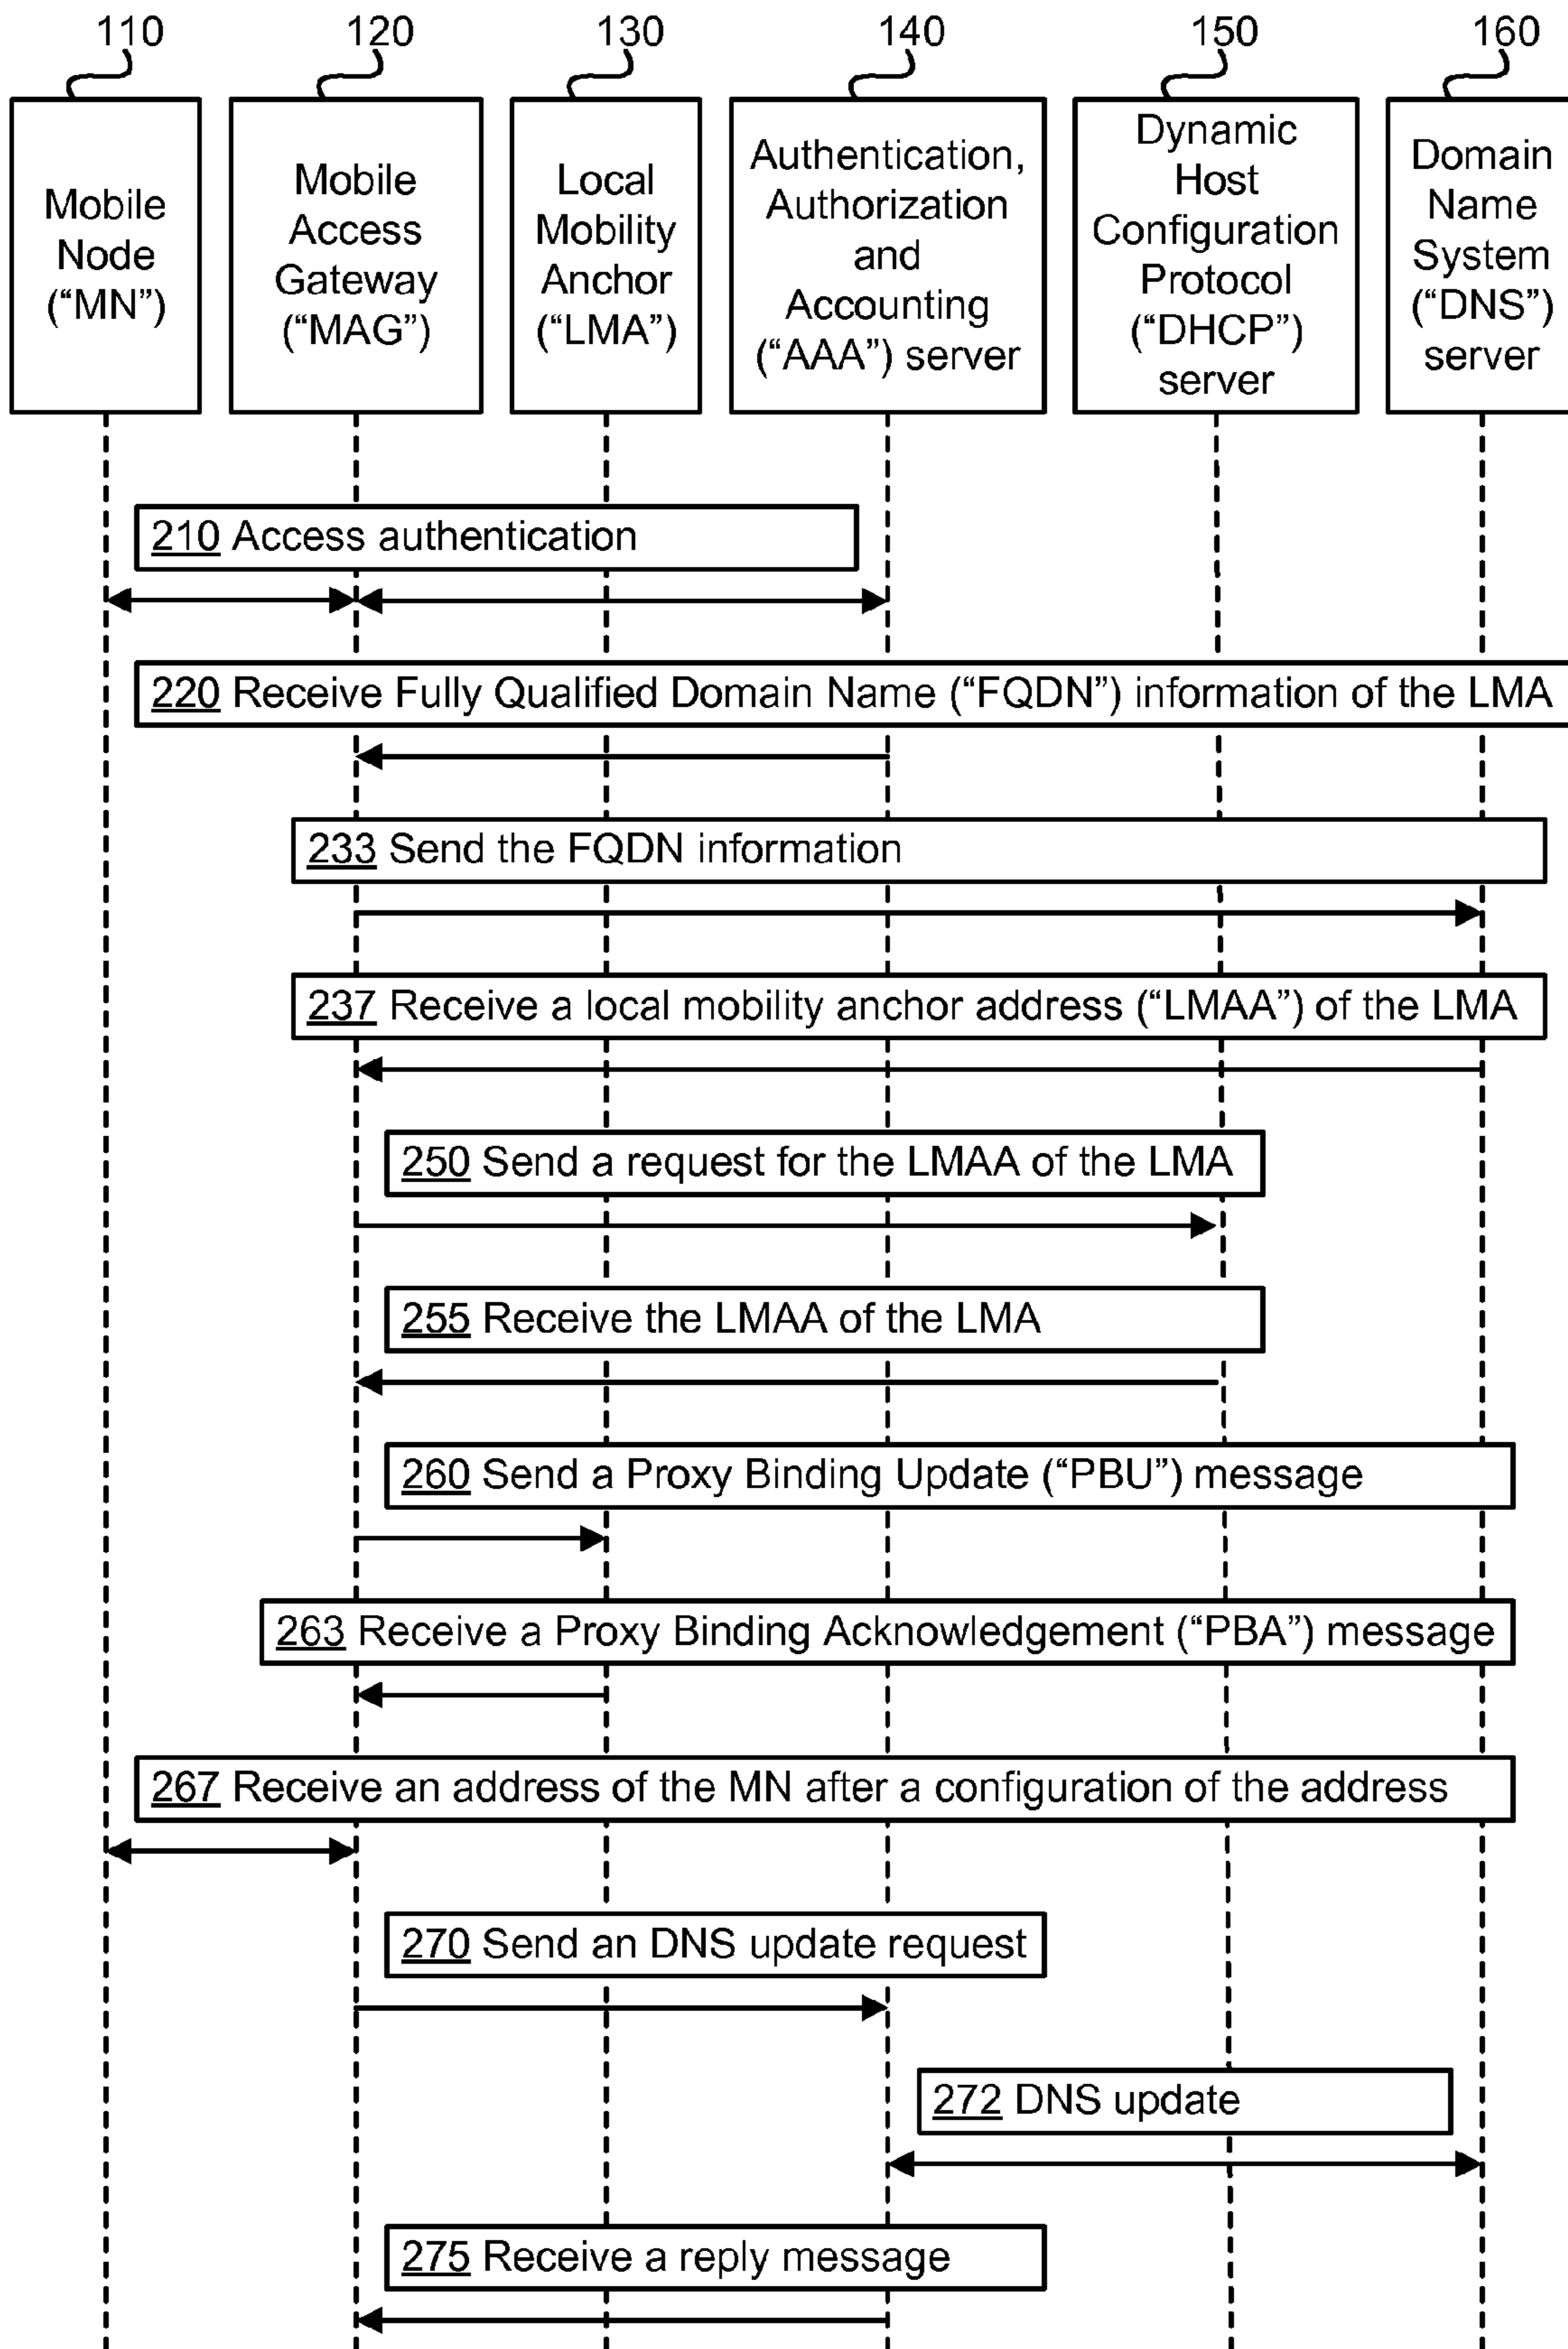 110
120
130
140
150
160
Mobile
Node
(“MN”)
Mobile
Access
Gateway
(“MAG”)
Local
Mobility
Anchor
(“LMA”)
Authentication,
Authorization
and
Accounting
(“AAA”) server
Dynamic
Host
Configuration
Protocol
(“DHCP”)
server
Domain
Name
System
(“DNS”)
server
210 Access authentication
220 Receive Fully Qualified Domain Name (“FQDN”) information of the LMA
233 Send the FQDN information
237 Receive a local mobility anchor address (“LMAA”) of the LMA
250 Send a request for the LMAA of the LMA
255 Receive the LMAA of the LMA
260 Send a Proxy Binding Update (“PBU”) message
263 Receive a Proxy Binding Acknowledgement (“PBA”) message
267 Receive an address of the MN after a configuration of the address
270 Send an DNS update request
272 DNS update
275 Receive a reply message